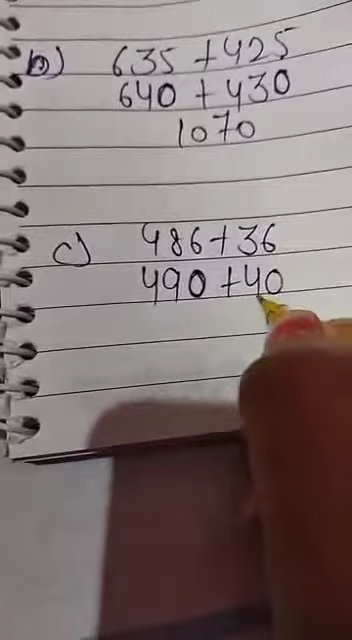 b) 635 + 425
640 + 430
1070
c) 486 + 36
490 + 40